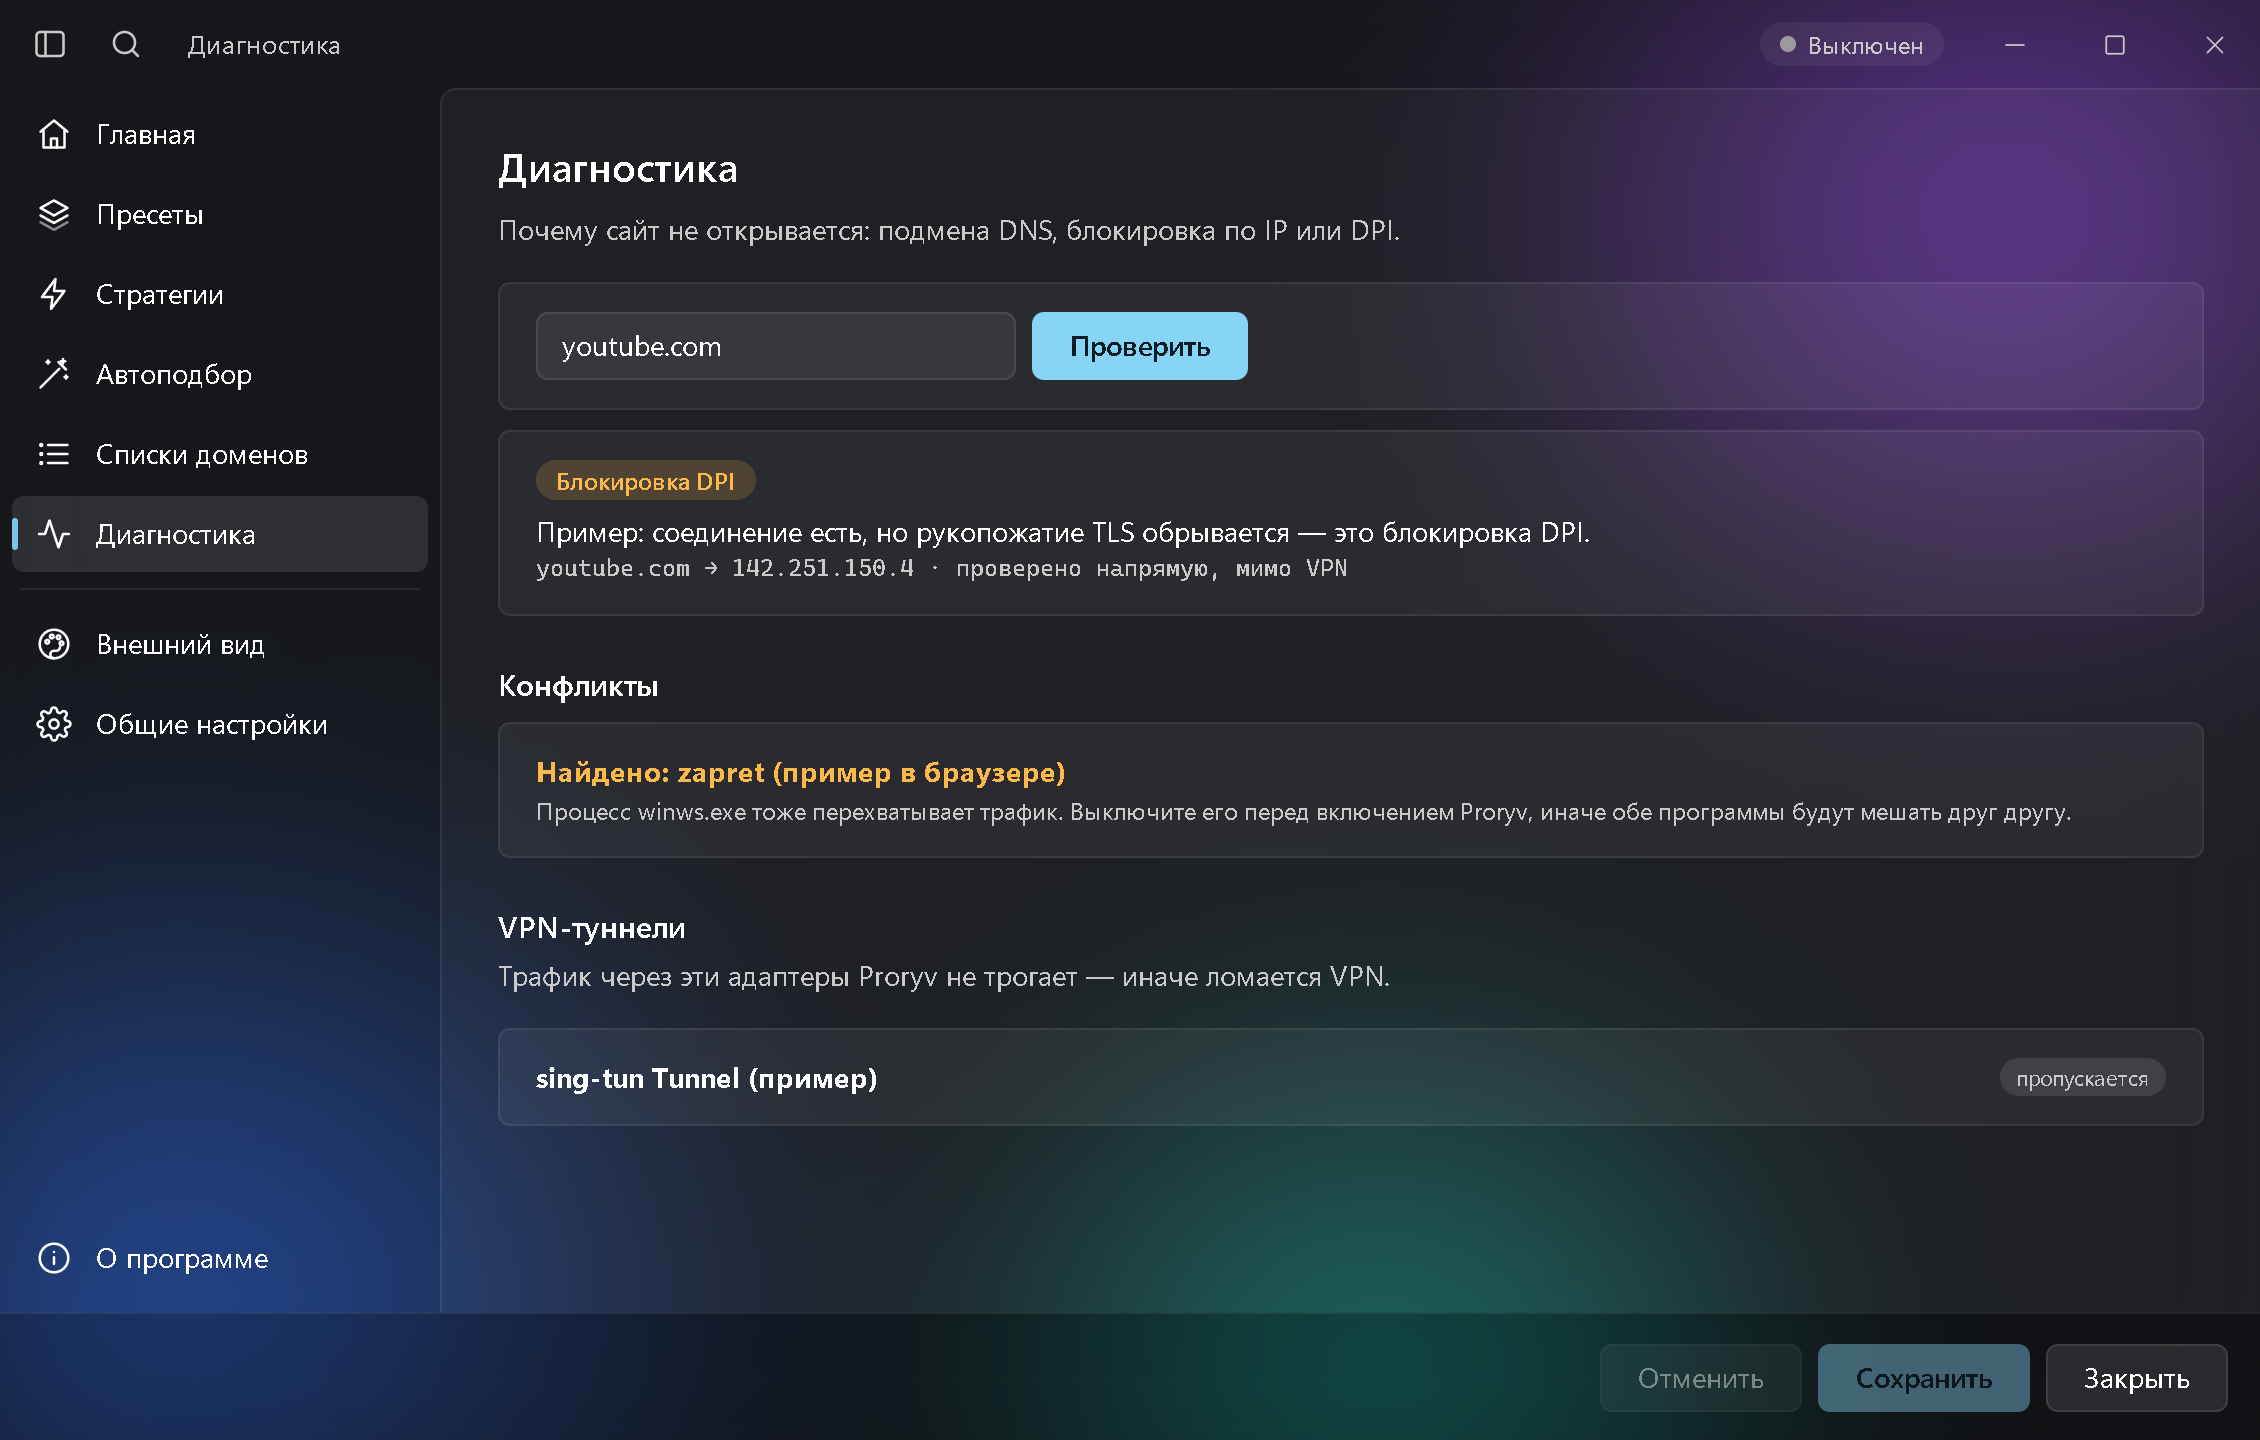 Диагностика
Выключен
Главная
Пресеты
Стратегии
Автоподбор
Списки доменов
Диагностика
Внешний вид
Общие настройки
О программе
Диагностика
Почему сайт не открывается: подмена DNS, блокировка по IP или DPI.
youtube.com
Проверить
Блокировка DPI
Пример: соединение есть, но рукопожатие TLS обрывается — это блокировка DPI.
youtube.com → 142.251.150.4 · проверено напрямую, мимо VPN
Конфликты
Найдено: zapret (пример в браузере)
Процесс winws.exe тоже перехватывает трафик. Выключите его перед включением Proryv, иначе обе программы будут мешать друг другу.
VPN-туннели
Трафик через эти адаптеры Proryv не трогает — иначе ломается VPN.
sing-tun Tunnel (пример)
пропускается
Отменить
Сохранить
Закрыть